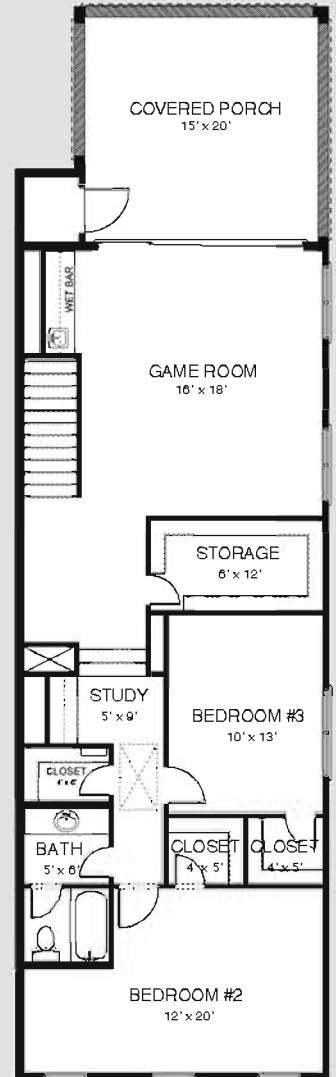 COVERED PORCH
15' x 20'
WET BAR
GAME ROOM
16' x 18'
STORAGE
6' x 12'
STUDY
5' x 9'
BEDROOM #3
10' x 13'
CLOSET
BATH
5' x 6'
CLOSET
4' x 5'
CLOSET
4' x 5'
BEDROOM #2
12' x 20'